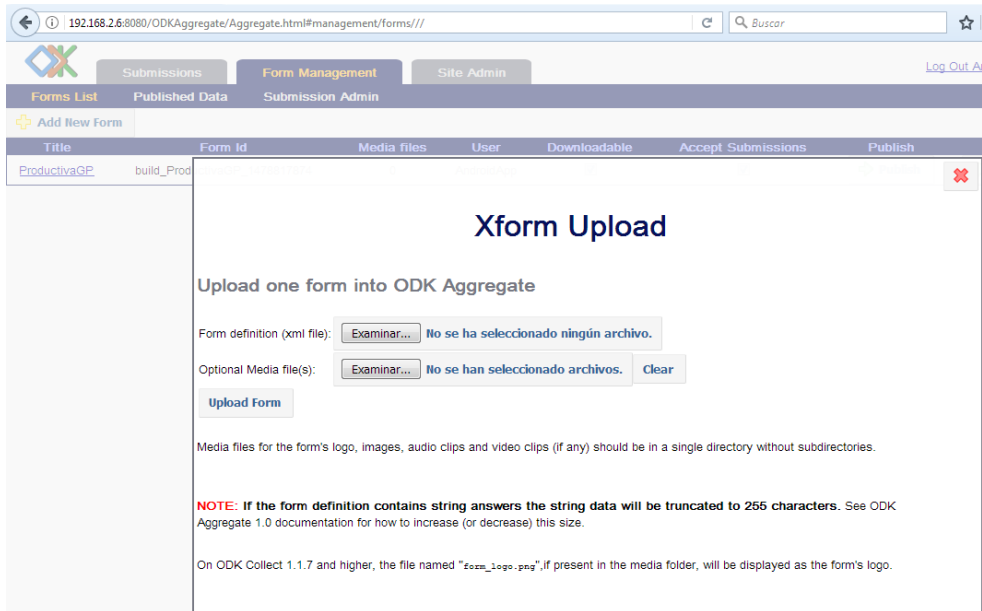 192.168.2.6:8080/ODKAggregate/Aggregate.html#management/forms///
Buscar
ODK
Submissions
Form Management
Site Admin
Log Out A
Forms List
Published Data
Submission Admin
Add New Form
Title Form Id Media files User Downloadable Accept Submissions Publish
ProductivaGP build_Prod
Xform Upload
Upload one form into ODK Aggregate
Form definition (xml file): Examinar... No se ha seleccionado ningún archivo.
Optional Media file(s): Examinar... No se han seleccionado archivos. Clear
Upload Form
Media files for the form's logo, images, audio clips and video clips (if any) should be in a single directory without subdirectories.
NOTE: If the form definition contains string answers the string data will be truncated to 255 characters. See ODK
Aggregate 1.0 documentation for how to increase (or decrease) this size.
On ODK Collect 1.1.7 and higher, the file named "form_logo.png",if present in the media folder, will be displayed as the form's logo.